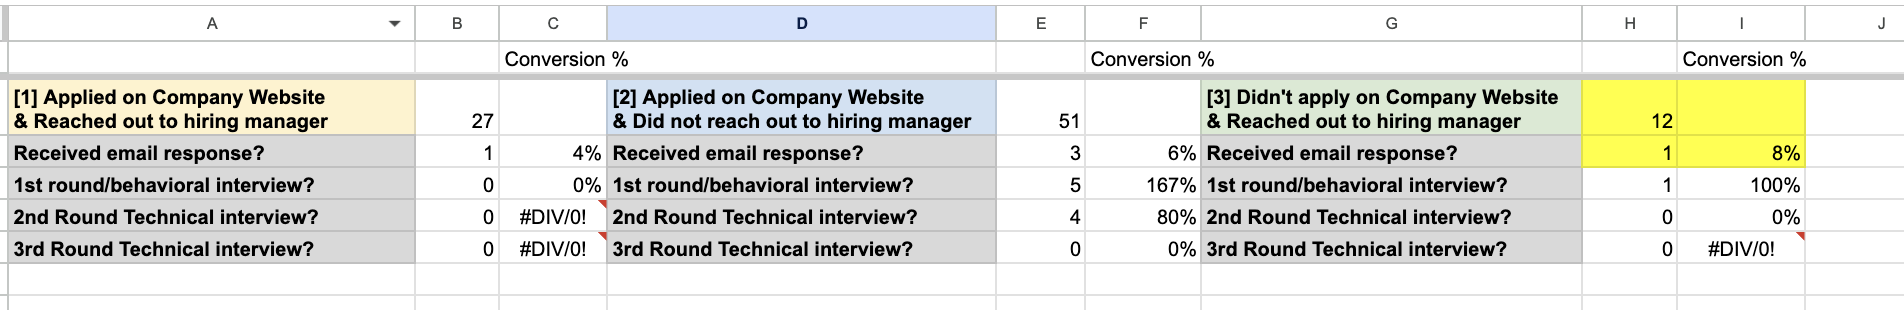 A B C D E F G H I J
Conversion % Conversion % Conversion %
[1] Applied on Company Website
& Reached out to hiring manager 27
[2] Applied on Company Website
& Did not reach out to hiring manager 51
[3] Didn't apply on Company Website
& Reached out to hiring manager 12
Received email response? 1 4% Received email response? 3 6% Received email response? 1 8%
1st round/behavioral interview? 0 0% 1st round/behavioral interview? 5 167% 1st round/behavioral interview? 1 100%
2nd Round Technical interview? 0 #DIV/0! 2nd Round Technical interview? 4 80% 2nd Round Technical interview? 0 0%
3rd Round Technical interview? 0 #DIV/0! 3rd Round Technical interview? 0 0% 3rd Round Technical interview? 0 #DIV/0!